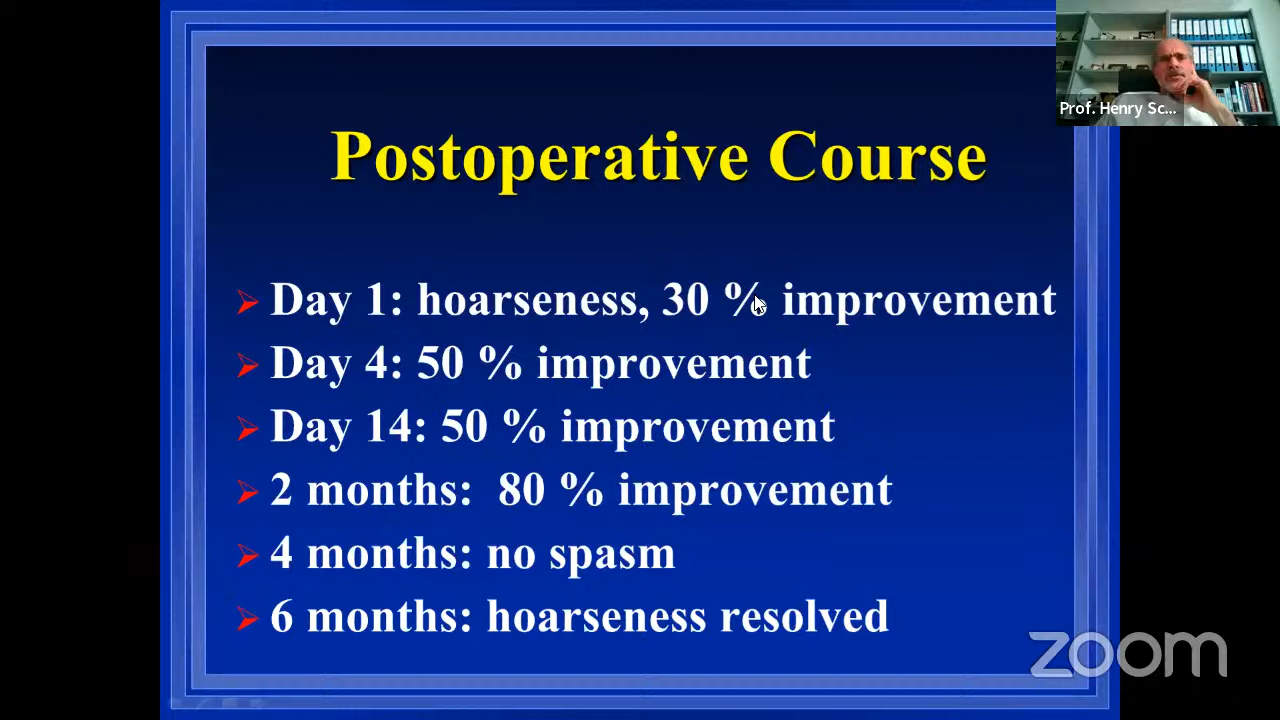 Prof. Henry Sc...
Postoperative Course
Day 1: hoarseness, 30 % improvement
Day 4: 50 % improvement
Day 14: 50 % improvement
2 months: 80 % improvement
4 months: no spasm
6 months: hoarseness resolved
zoom